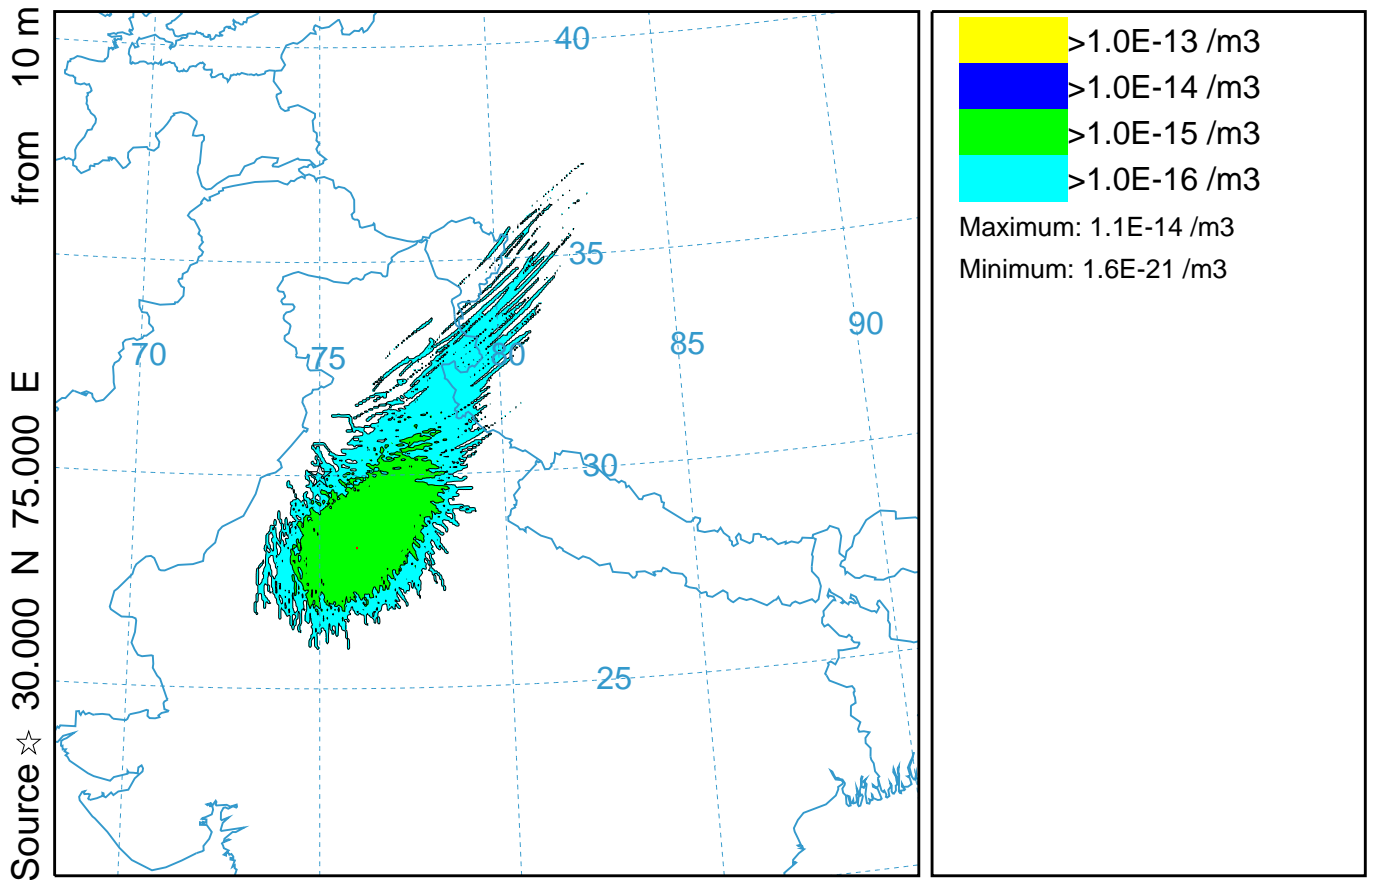 Source ☆ 30.000 N 75.000 E from 10 m
40
35
90
85
80
75
70
30
25
>1.0E-13 /m3
>1.0E-14 /m3
>1.0E-15 /m3
>1.0E-16 /m3
Maximum: 1.1E-14 /m3
Minimum: 1.6E-21 /m3